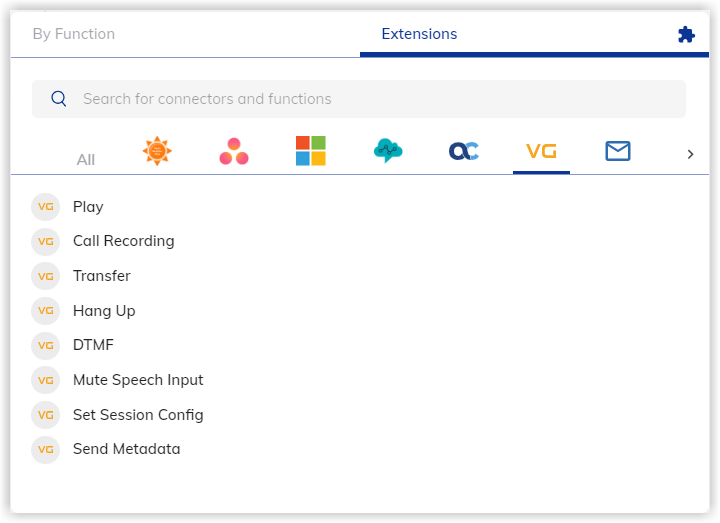 By Function Extensions
Search for connectors and functions
All VG
VG Play
VG Call Recording
VG Transfer
VG Hang Up
VG DTMF
VG Mute Speech Input
VG Set Session Config
VG Send Metadata